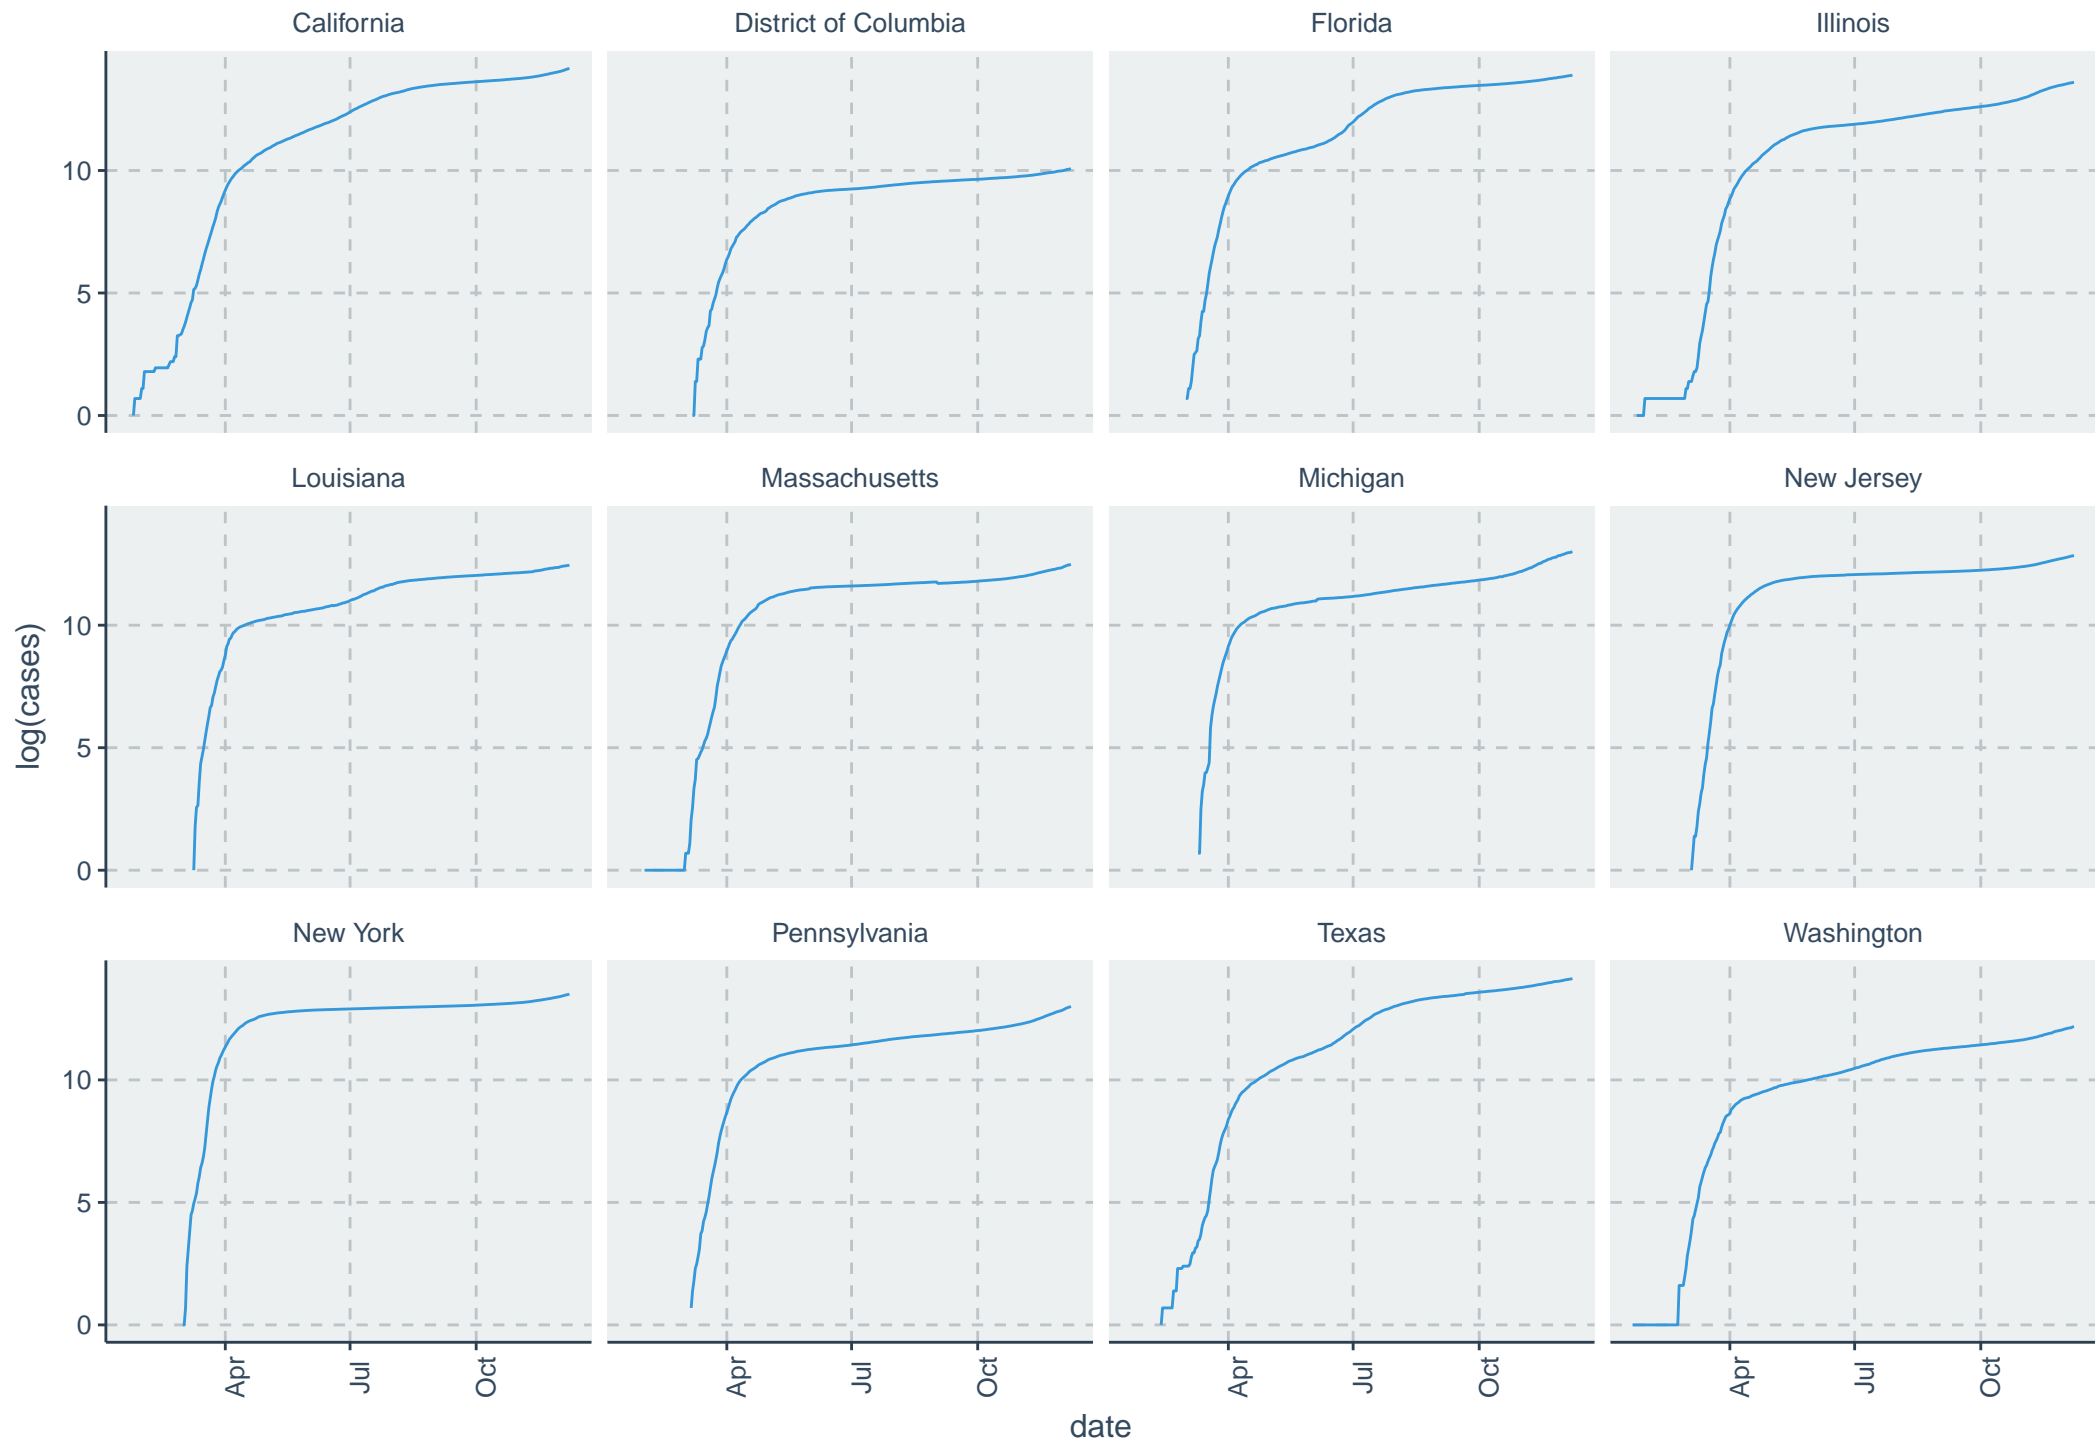 California
District of Columbia
Florida
Illinois
10
5
0
Louisiana
Massachusetts
Michigan
New Jersey
10
5
0
log(cases)
New York
Pennsylvania
Texas
Washington
10
5
0
Apr
Jul
Oct
Apr
Jul
Oct
Apr
Jul
Oct
Apr
Jul
Oct
date